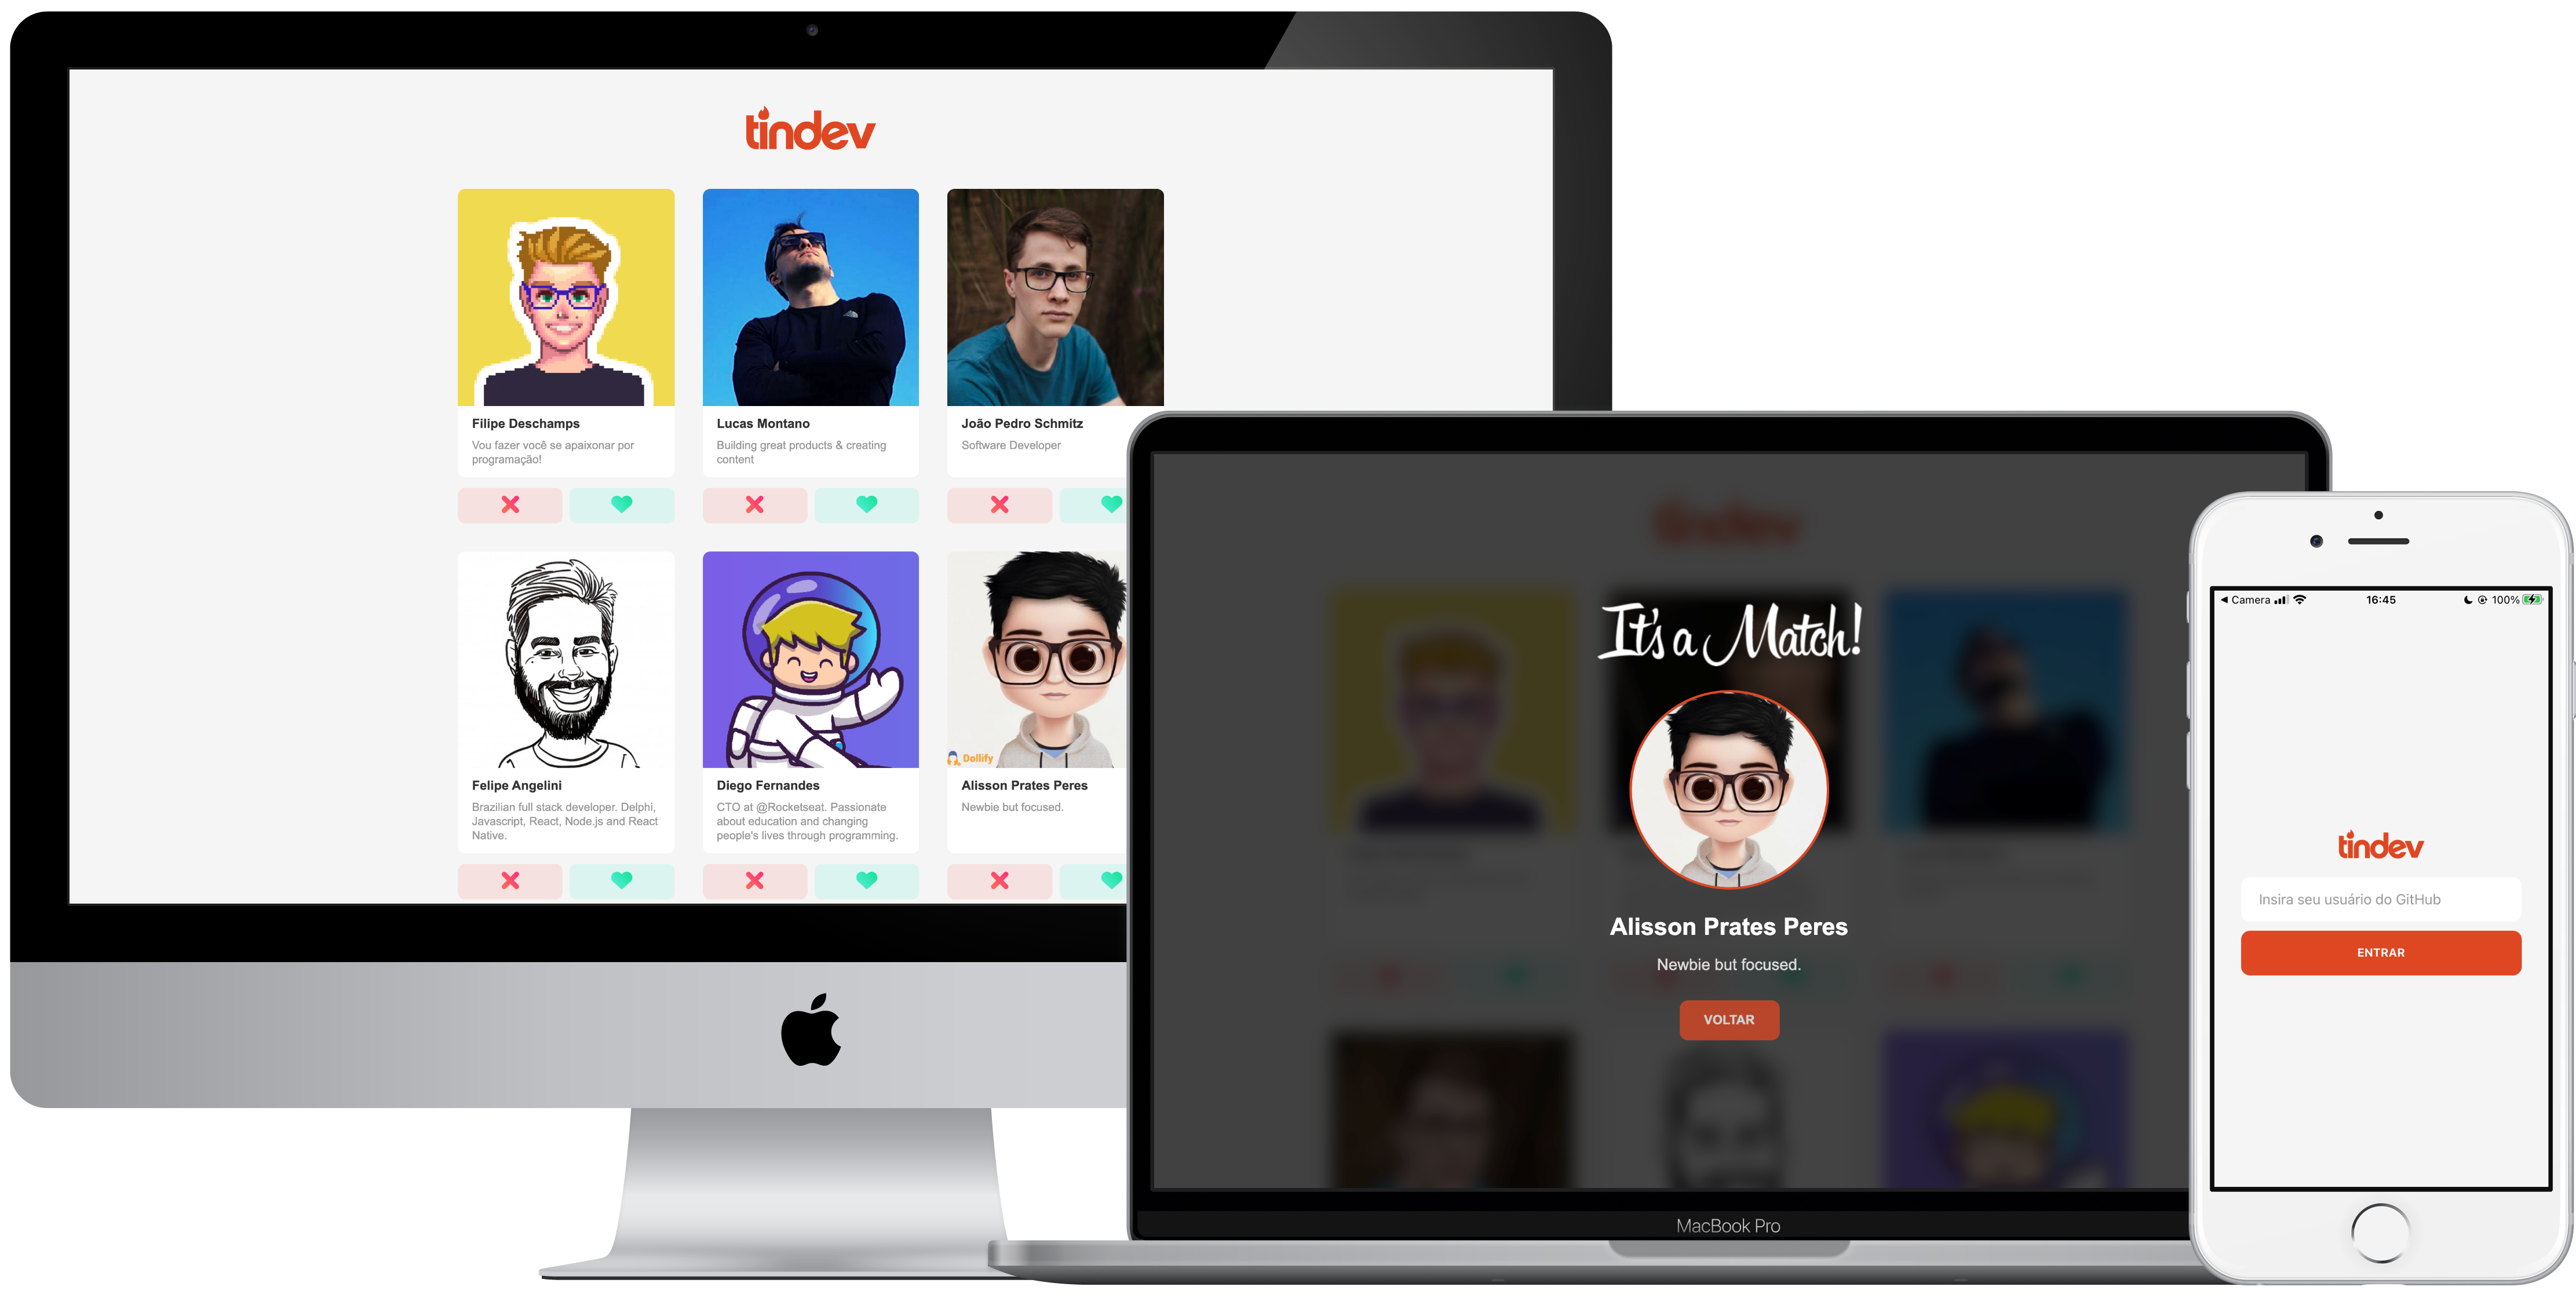 tindev
Filipe Deschamps
Vou fazer você se apaixonar por
programação!
Lucas Montano
Building great products & creating
content
João Pedro Schmitz
Software Developer
Felipe Angelini
Brazilian full stack developer. Delphi,
Javascript, React, Node.js and React
Native.
Diego Fernandes
CTO at @Rocketseat. Passionate
about education and changing
people's lives through programming.
Dollify
Alisson Prates Peres
Newbie but focused.
tindev
It's a Match!
Alisson Prates Peres
Newbie but focused.
VOLTAR
MacBook Pro
Camera 16:45 100%
tindev
Insira seu usuário do GitHub
ENTRAR